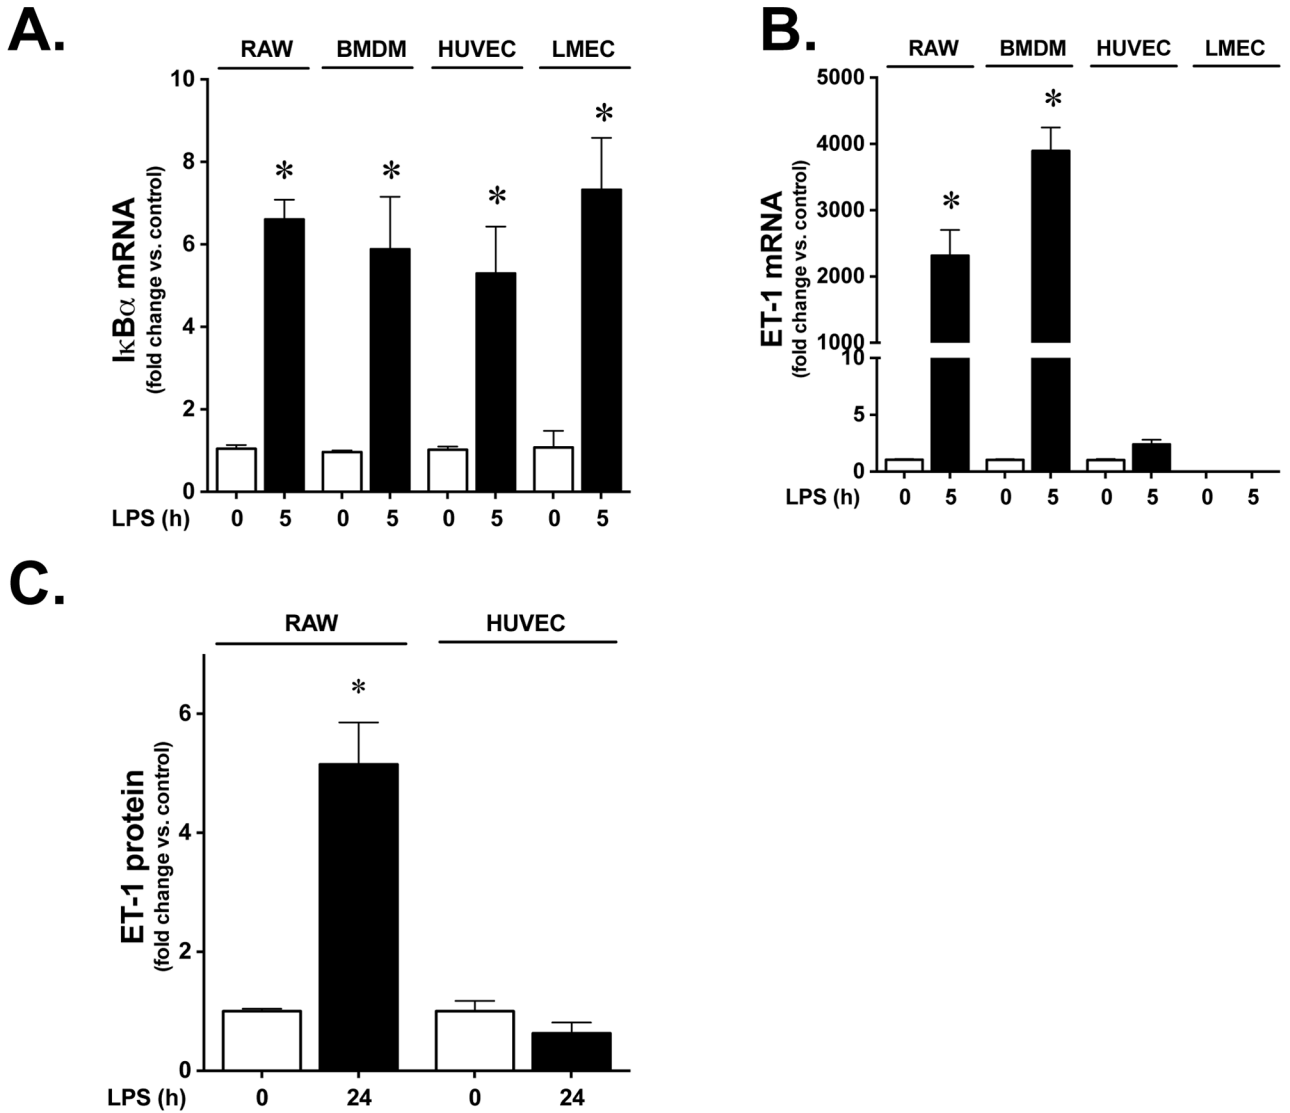 A.
RAW BMDM HUVEC LMEC
10
8
6
4
2
0
IκBα mRNA
(fold change vs. control)
* * * *
LPS (h) 0 5 0 5 0 5 0 5
B.
RAW BMDM HUVEC LMEC
5000
4000
3000
2000
1000
10
5
0
ET-1 mRNA
(fold change vs. control)
* *
LPS (h) 0 5 0 5 0 5 0 5
C.
RAW HUVEC
6
4
2
0
ET-1 protein
(fold change vs. control)
*
LPS (h) 0 24 0 24